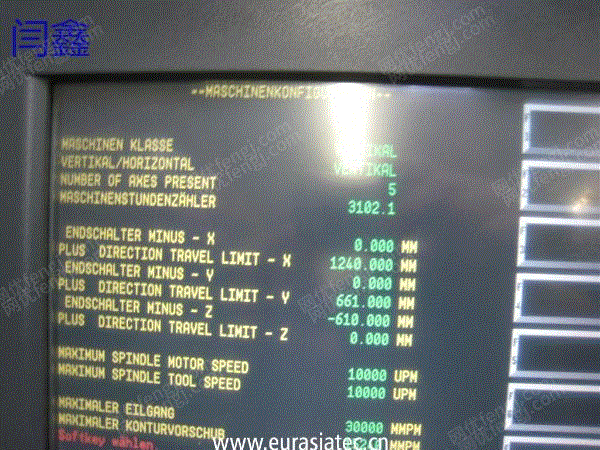 闫鑫
--MASCHINENKONFIG
MASCHINEN KLASSE
VERTIKAL/HORIZONTAL VERTIKAL
NUMBER OF AXES PRESENT 5
MASCHINENSTUNDENZÄHLER 3102.1
ENDSCHALTER MINUS - X 0.000 MM
PLUS DIRECTION TRAVEL LIMIT - X 1240.000 MM
ENDSCHALTER MINUS - Y 0.000 MM
PLUS DIRECTION TRAVEL LIMIT - Y 661.000 MM
ENDSCHALTER MINUS - Z -610.000 MM
PLUS DIRECTION TRAVEL LIMIT - Z 0.000 MM
MAXIMUM SPINDLE MOTOR SPEED 10000 UPM
MAXIMUM SPINDLE TOOL SPEED 10000 UPM
MAXIMALER EILGANG 30000 MMPM
MAXIMALER KONTURVORSCHUB MMPM
Softkey wählen
www.eurasiatec.cn